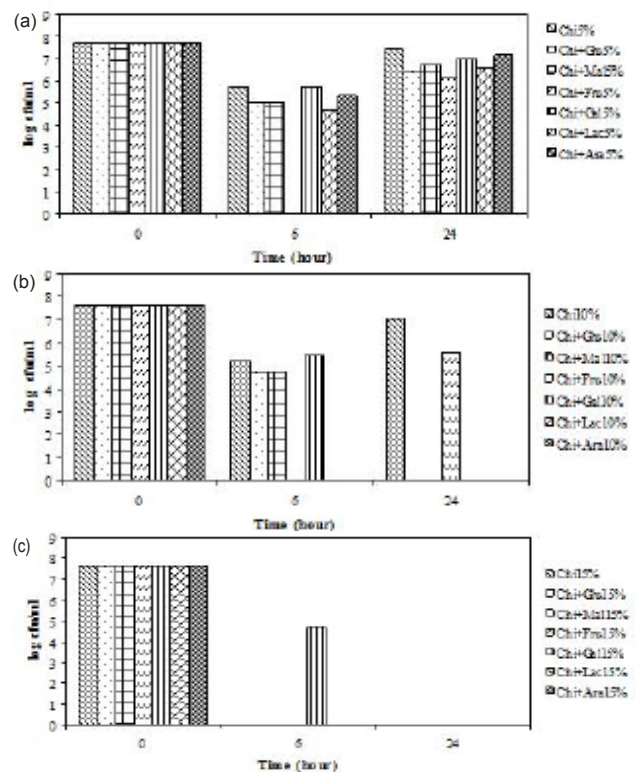 (a)
9
8
7
6
5
4
3
2
1
0
log cfu/ml
0
6
24
Time (hour)
Chi5%
Chi+Glu5%
Chi+Mal5%
Chi+Fru5%
Chi+Gal5%
Chi+Lac5%
Chi+Ara5%
(b)
9
8
7
6
5
4
3
2
1
0
log cfu/ml
0
6
24
Time (hour)
Chi10%
Chi+Glu10%
Chi+Mal10%
Chi+Fru10%
Chi+Gal10%
Chi+Lac10%
Chi+Ara10%
(c)
9
8
7
6
5
4
3
2
1
0
log cfu/ml
0
6
24
Time (hour)
Chi15%
Chi+Glu15%
Chi+Mal15%
Chi+Fru15%
Chi+Gal15%
Chi+Lac15%
Chi+Ara15%